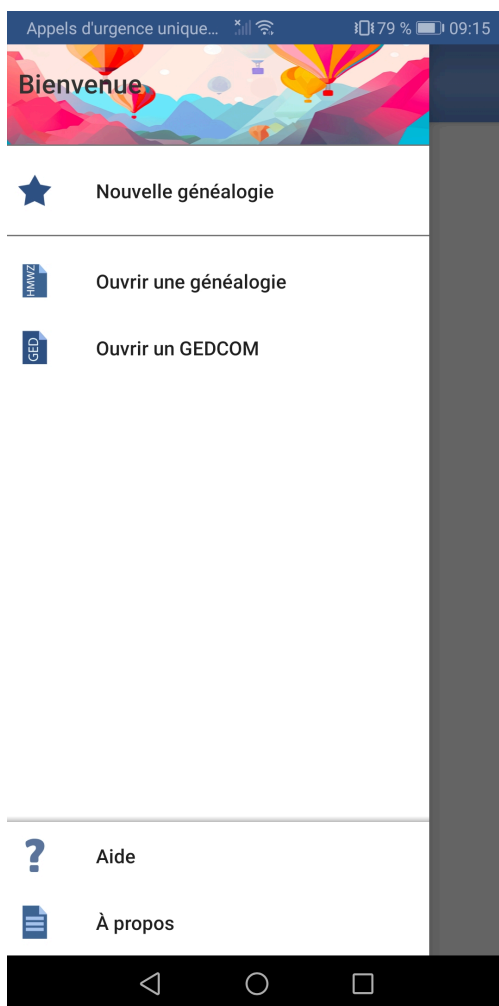 Appels d'urgence unique... 79 % 09:15
Bienvenue
Nouvelle généalogie
HMWZ
Ouvrir une généalogie
GED
Ouvrir un GEDCOM
?
Aide
À propos